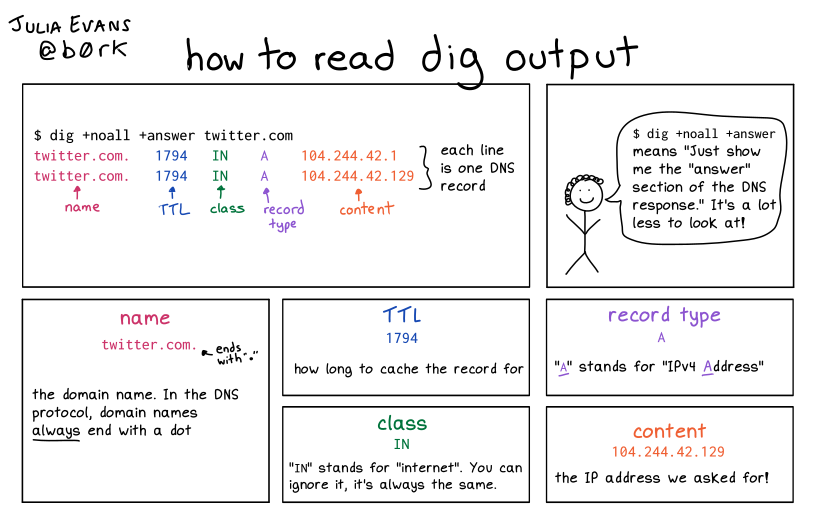 JULIA EVANS
@b0rk
how to read dig output
$ dig +noall +answer twitter.com
twitter.com. 1794 IN A 104.244.42.1
twitter.com. 1794 IN A 104.244.42.129
each line
is one DNS
record
name TTL class record
type
content
$ dig +noall +answer
means "Just show
me the "answer"
section of the DNS
response." It's a lot
less to look at!
name
twitter.com.
ends
with "."
the domain name. In the DNS
protocol, domain names
always end with a dot
TTL
1794
how long to cache the record for
class
IN
"IN" stands for "internet". You can
ignore it, it's always the same.
record type
A
"A" stands for "IPv4 Address"
content
104.244.42.129
the IP address we asked for!